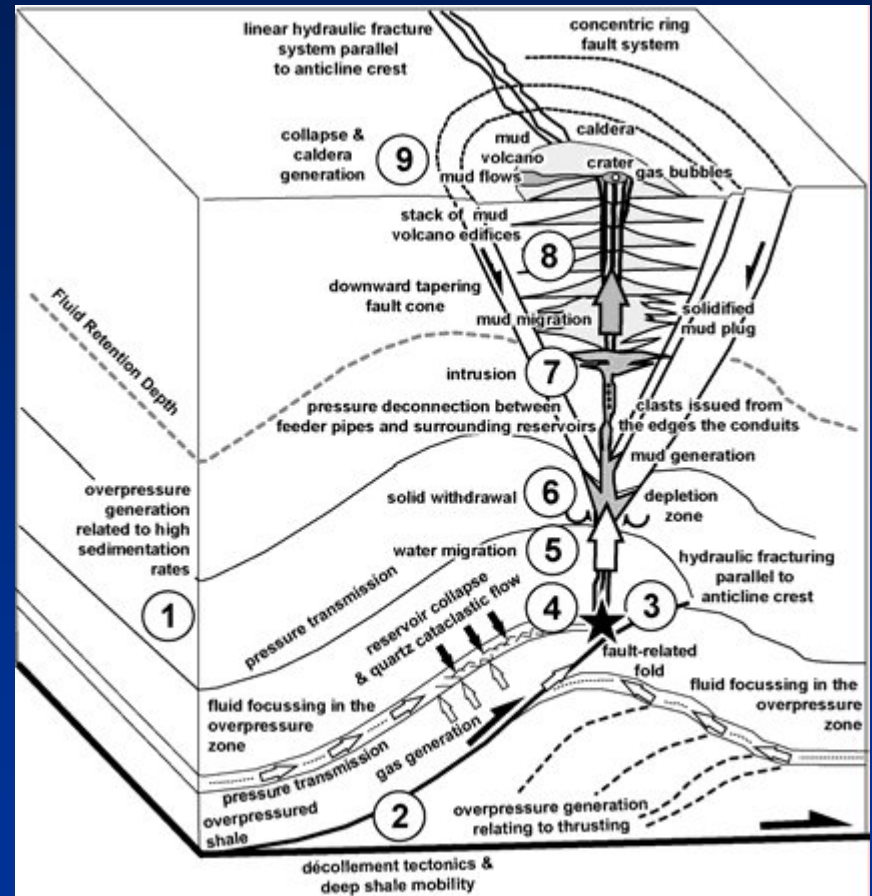 linear hydraulic fracture
system parallel
to anticline crest
concentric ring
fault system
collapse &
caldera
generation
9
caldera
mud
volcano
mud flows
crater
gas bubbles
stack of mud
volcano edifices
8
downward tapering
fault cone
Fluid Retention Depth
mud migration
solidified
mud plug
7
intrusion
pressure deconnection between
feeder pipes and surrounding reservoirs
clasts issued from
the edges the conduits
mud generation
overpressure
generation
related to high
sedimentation
rates
solid withdrawal
6
depletion
zone
water migration
5
hydraulic fracturing
parallel to
anticline crest
1
pressure transmission
reservoir collapse
& quartz cataclastic flow
4
3
fault-related
fold
fluid focussing in the
overpressure
zone
fluid focussing in the
overpressure
zone
gas generation
pressure transmission
overpressured
shale
2
overpressure generation
relating to thrusting
décollement tectonics &
deep shale mobility